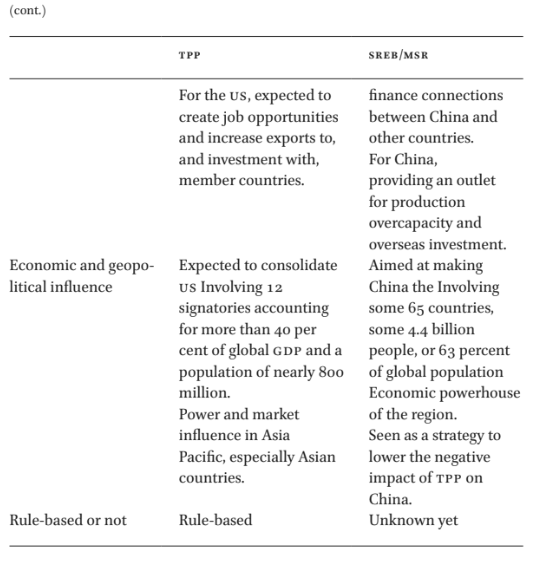 (cont.)
TPP SREB/MSR
For the US, expected to
create job opportunities
and increase exports to,
and investment with,
member countries.
finance connections
between China and
other countries.
For China,
providing an outlet
for production
overcapacity and
overseas investment.
Economic and geopo-
litical influence
Expected to consolidate
US Involving 12
signatories accounting
for more than 40 per
cent of global GDP and a
population of nearly 800
million.
Power and market
influence in Asia
Pacific, especially Asian
countries.
Aimed at making
China the Involving
some 65 countries,
some 4.4 billion
people, or 63 percent
of global population
Economic powerhouse
of the region.
Seen as a strategy to
lower the negative
impact of TPP on
China.
Rule-based or not Rule-based Unknown yet